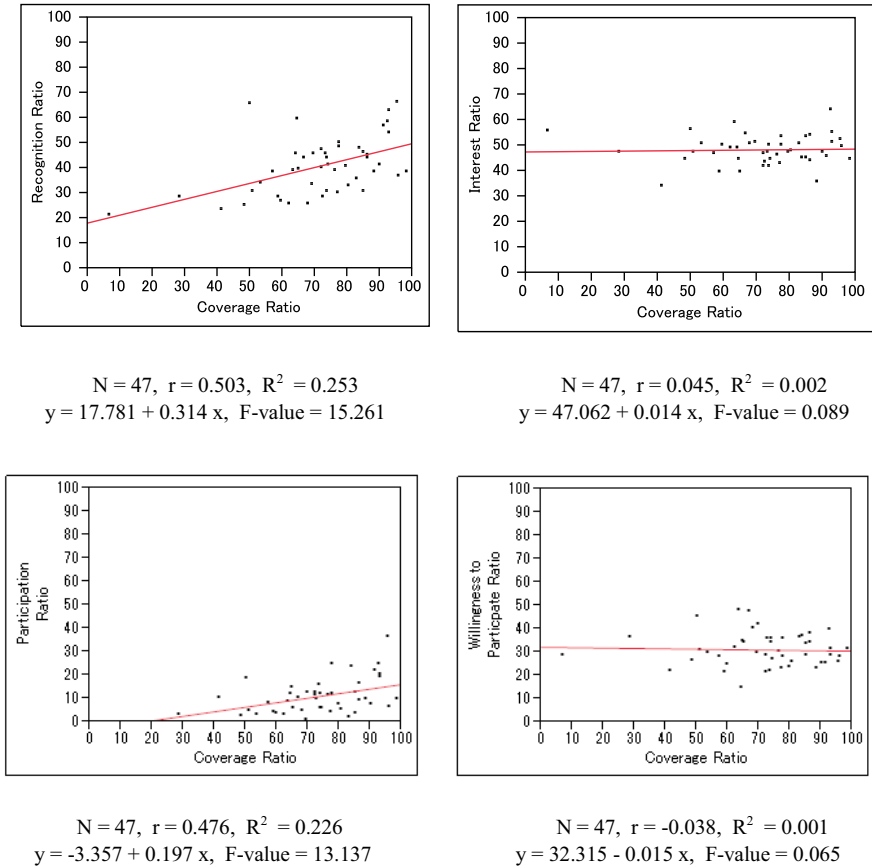 100
90
80
70
60
50
40
30
20
10
0
Recognition Ratio
0 10 20 30 40 50 60 70 80 90 100
Coverage Ratio
N = 47, r = 0.503, R² = 0.253
y = 17.781 + 0.314 x, F-value = 15.261
100
90
80
70
60
50
40
30
20
10
0
Interest Ratio
0 10 20 30 40 50 60 70 80 90 100
Coverage Ratio
N = 47, r = 0.045, R² = 0.002
y = 47.062 + 0.014 x, F-value = 0.089
100
90
80
70
60
50
40
30
20
10
0
Participation
Ratio
0 10 20 30 40 50 60 70 80 90 100
Coverage Ratio
N = 47, r = 0.476, R² = 0.226
y = -3.357 + 0.197 x, F-value = 13.137
100
90
80
70
60
50
40
30
20
10
0
Willingness to
Particpate Ratio
0 10 20 30 40 50 60 70 80 90 100
Coverage Ratio
N = 47, r = -0.038, R² = 0.001
y = 32.315 - 0.015 x, F-value = 0.065